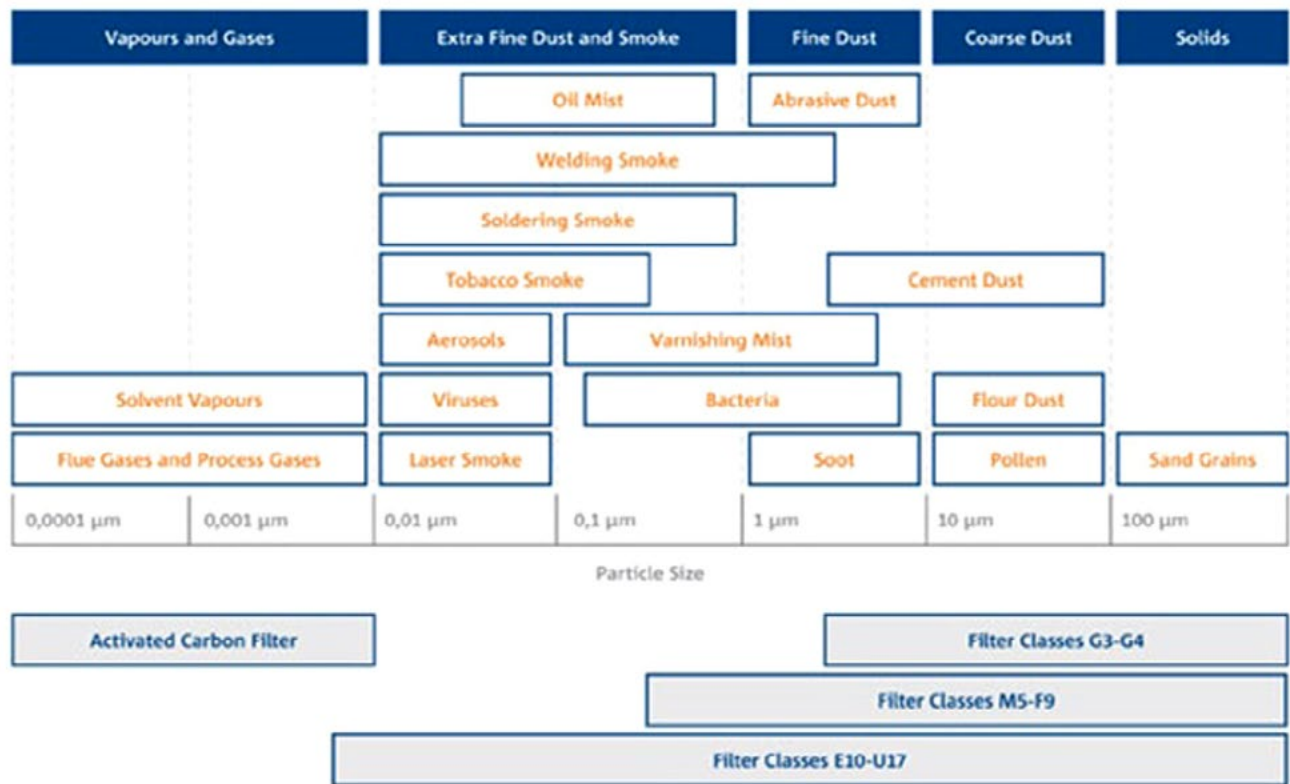 Vapours and Gases
Extra Fine Dust and Smoke
Fine Dust
Coarse Dust
Solids
Oil Mist
Abrasive Dust
Welding Smoke
Soldering Smoke
Tobacco Smoke
Cement Dust
Aerosols
Varnishing Mist
Solvent Vapours
Viruses
Bacteria
Flour Dust
Flue Gases and Process Gases
Laser Smoke
Soot
Pollen
Sand Grains
0,0001 µm
0,001 µm
0,01 µm
0,1 µm
1 µm
10 µm
100 µm
Particle Size
Activated Carbon Filter
Filter Classes G3-G4
Filter Classes M5-F9
Filter Classes E10-U17